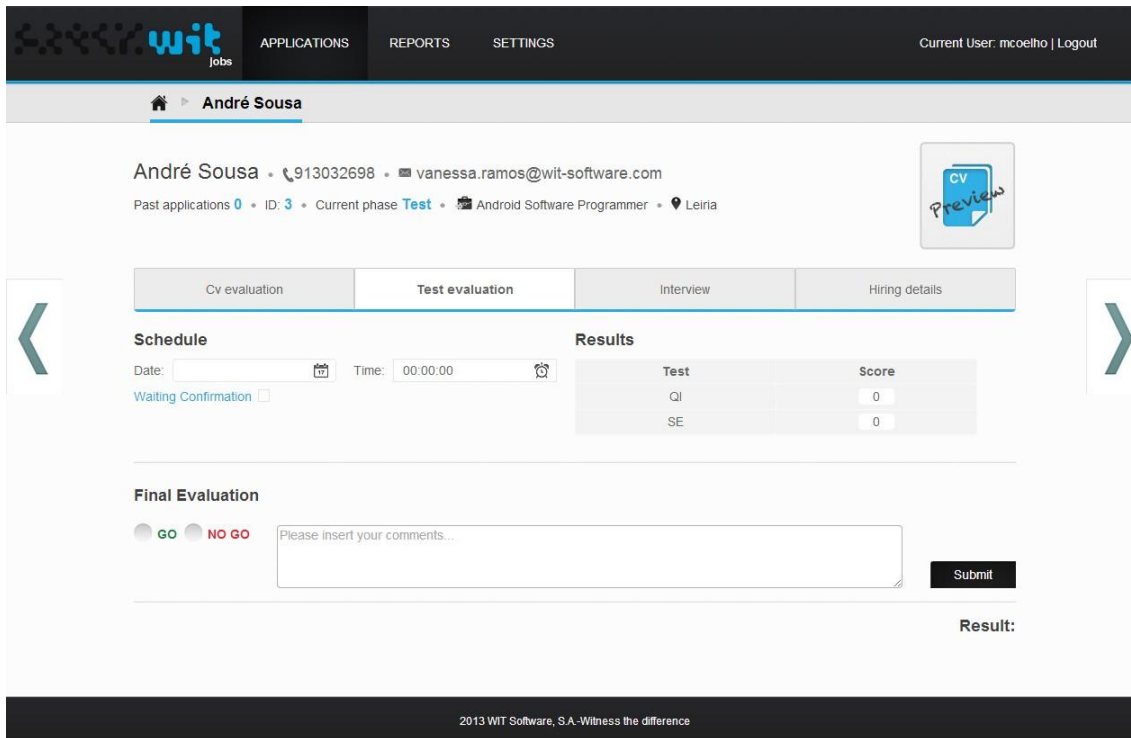 wit
jobs
APPLICATIONS REPORTS SETTINGS Current User: mcoelho | Logout
André Sousa
André Sousa • 913032698 • vanessa.ramos@wit-software.com
Past applications 0 • ID: 3 • Current phase Test • Android Software Programmer • Leiria
CV
Preview
Cv evaluation Test evaluation Interview Hiring details
Schedule Results
Date: 17 Time: 00:00:00 Test Score
Waiting Confirmation QI 0
SE 0
Final Evaluation
GO NO GO Please insert your comments...
Submit
Result:
2013 WIT Software, S.A.-Witness the difference